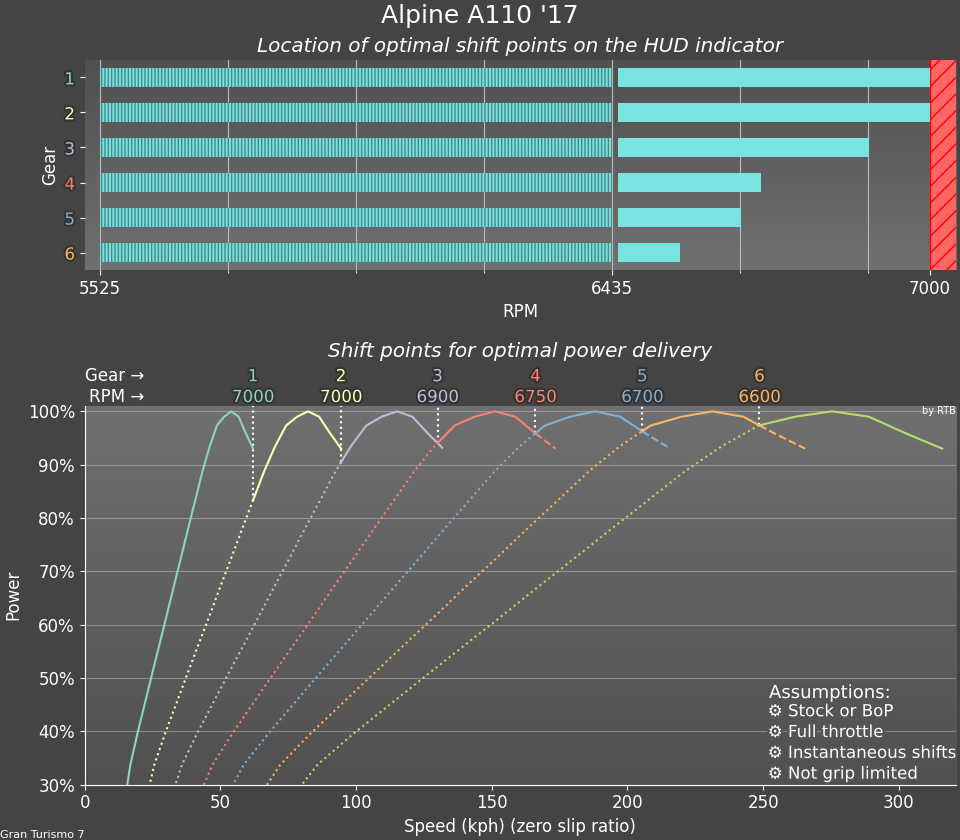 Alpine A110 '17
Location of optimal shift points on the HUD indicator
Gear
1
2
3
4
5
6
5525 6435 7000
RPM
Shift points for optimal power delivery
Gear → 1 2 3 4 5 6
RPM → 7000 7000 6900 6750 6700 6600
by RTB
Power
100%
90%
80%
70%
60%
50%
40%
30%
Assumptions:
⚙ Stock or BoP
⚙ Full throttle
⚙ Instantaneous shifts
⚙ Not grip limited
0 50 100 150 200 250 300
Speed (kph) (zero slip ratio)
Gran Turismo 7